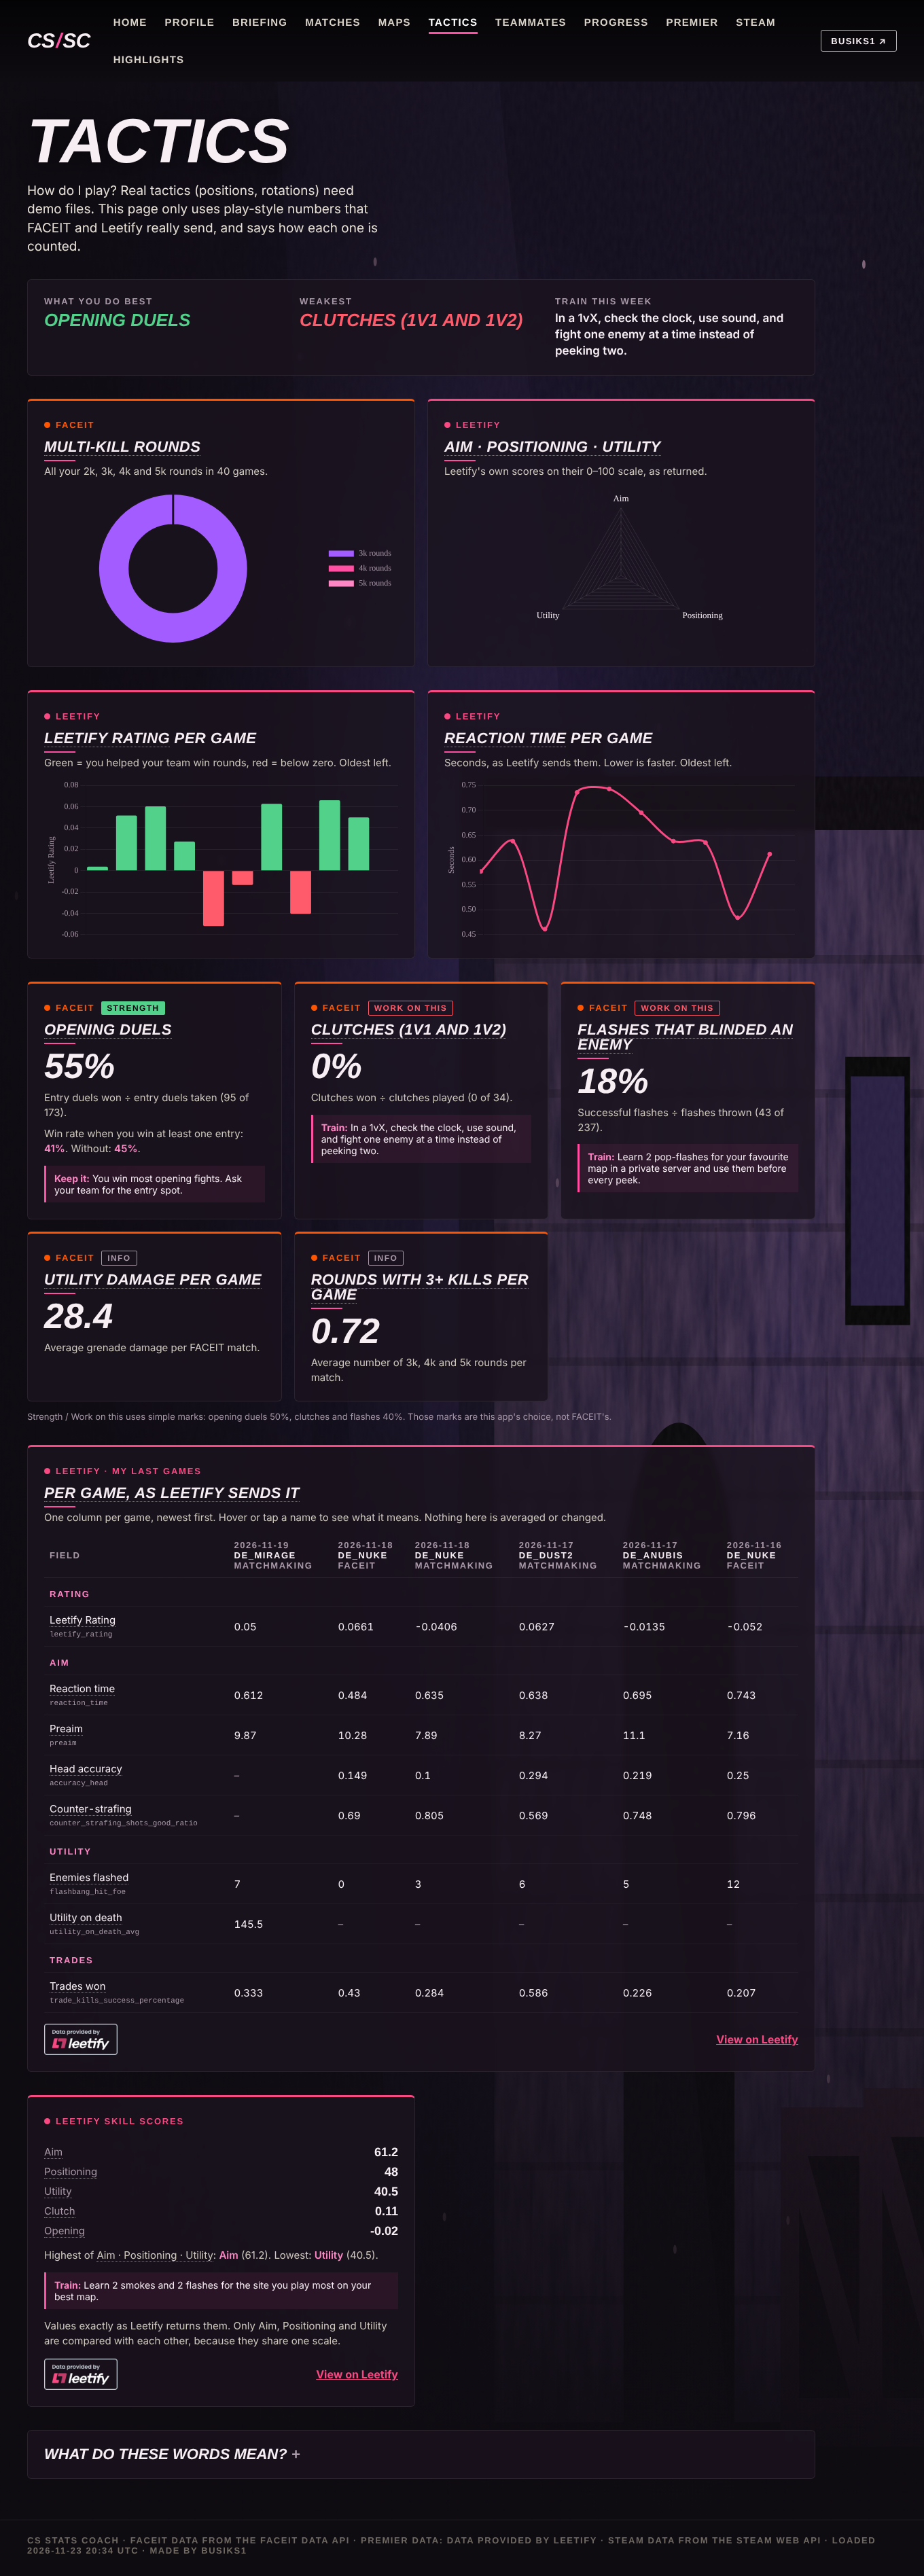 CS/SC
HOME PROFILE BRIEFING MATCHES MAPS TACTICS TEAMMATES PROGRESS PREMIER STEAM
HIGHLIGHTS
BUSIKS1 ↗
TACTICS
How do I play? Real tactics (positions, rotations) need
demo files. This page only uses play-style numbers that
FACEIT and Leetify really send, and says how each one is
counted.
WHAT YOU DO BEST
OPENING DUELS
WEAKEST
CLUTCHES (1V1 AND 1V2)
TRAIN THIS WEEK
In a 1vX, check the clock, use sound, and
fight one enemy at a time instead of
peeking two.
FACEIT
MULTI-KILL ROUNDS
All your 2k, 3k, 4k and 5k rounds in 40 games.
3k rounds
4k rounds
5k rounds
LEETIFY
AIM · POSITIONING · UTILITY
Leetify's own scores on their 0–100 scale, as returned.
Aim
Utility
Positioning
LEETIFY
LEETIFY RATING PER GAME
Green = you helped your team win rounds, red = below zero. Oldest left.
Leetify Rating
0.08
0.06
0.04
0.02
0
-0.02
-0.04
-0.06
LEETIFY
REACTION TIME PER GAME
Seconds, as Leetify sends them. Lower is faster. Oldest left.
Seconds
0.75
0.70
0.65
0.60
0.55
0.50
0.45
FACEIT STRENGTH
OPENING DUELS
55%
Entry duels won ÷ entry duels taken (95 of
173).
Win rate when you win at least one entry:
41%. Without: 45%.
Keep it: You win most opening fights. Ask
your team for the entry spot.
FACEIT WORK ON THIS
CLUTCHES (1V1 AND 1V2)
0%
Clutches won ÷ clutches played (0 of 34).
Train: In a 1vX, check the clock, use sound,
and fight one enemy at a time instead of
peeking two.
FACEIT WORK ON THIS
FLASHES THAT BLINDED AN
ENEMY
18%
Successful flashes ÷ flashes thrown (43 of
237).
Train: Learn 2 pop-flashes for your favourite
map in a private server and use them before
every peek.
FACEIT INFO
UTILITY DAMAGE PER GAME
28.4
Average grenade damage per FACEIT match.
FACEIT INFO
ROUNDS WITH 3+ KILLS PER
GAME
0.72
Average number of 3k, 4k and 5k rounds per
match.
Strength / Work on this uses simple marks: opening duels 50%, clutches and flashes 40%. Those marks are this app's choice, not FACEIT's.
LEETIFY · MY LAST GAMES
PER GAME, AS LEETIFY SENDS IT
One column per game, newest first. Hover or tap a name to see what it means. Nothing here is averaged or changed.
2026-11-19 2026-11-18 2026-11-18 2026-11-17 2026-11-17 2026-11-16
FIELD DE_MIRAGE DE_NUKE DE_NUKE DE_DUST2 DE_ANUBIS DE_NUKE
MATCHMAKING FACEIT MATCHMAKING MATCHMAKING MATCHMAKING FACEIT
RATING
Leetify Rating 0.05 0.0661 -0.0406 0.0627 -0.0135 -0.052
leetify_rating
AIM
Reaction time 0.612 0.484 0.635 0.638 0.695 0.743
reaction_time
Preaim 9.87 10.28 7.89 8.27 11.1 7.16
preaim
Head accuracy – 0.149 0.1 0.294 0.219 0.25
accuracy_head
Counter-strafing – 0.69 0.805 0.569 0.748 0.796
counter_strafing_shots_good_ratio
UTILITY
Enemies flashed 7 0 3 6 5 12
flashbang_hit_foe
Utility on death 145.5 – – – – –
utility_on_death_avg
TRADES
Trades won 0.333 0.43 0.284 0.586 0.226 0.207
trade_kills_success_percentage
Data provided by
leetify
View on Leetify
LEETIFY SKILL SCORES
Aim 61.2
Positioning 48
Utility 40.5
Clutch 0.11
Opening -0.02
Highest of Aim · Positioning · Utility: Aim (61.2). Lowest: Utility (40.5).
Train: Learn 2 smokes and 2 flashes for the site you play most on your
best map.
Values exactly as Leetify returns them. Only Aim, Positioning and Utility
are compared with each other, because they share one scale.
Data provided by
leetify
View on Leetify
WHAT DO THESE WORDS MEAN? +
CS STATS COACH · FACEIT DATA FROM THE FACEIT DATA API · PREMIER DATA: DATA PROVIDED BY LEETIFY · STEAM DATA FROM THE STEAM WEB API · LOADED
2026-11-23 20:34 UTC · MADE BY BUSIKS1